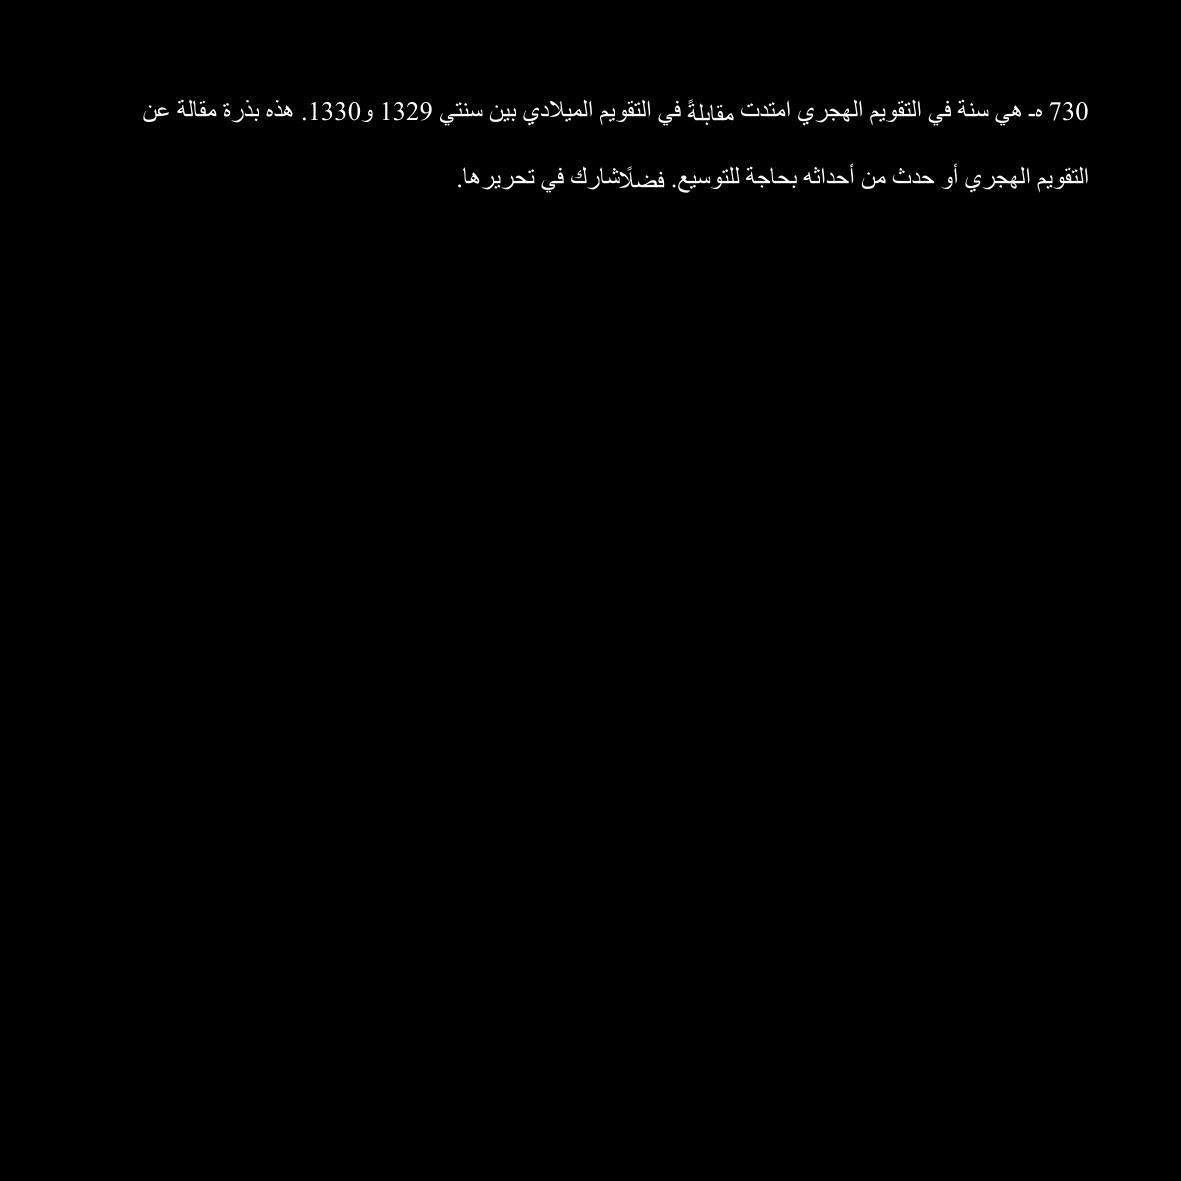 730 هـ هي سنة في التقويم الهجري امتدت مقابلةً في التقويم الميلادي بين سنتي 1329 و1330. هذه بذرة مقالة عن
التقويم الهجري أو حدث من أحداثه بحاجة للتوسيع. فضلًاشارك في تحريرها.